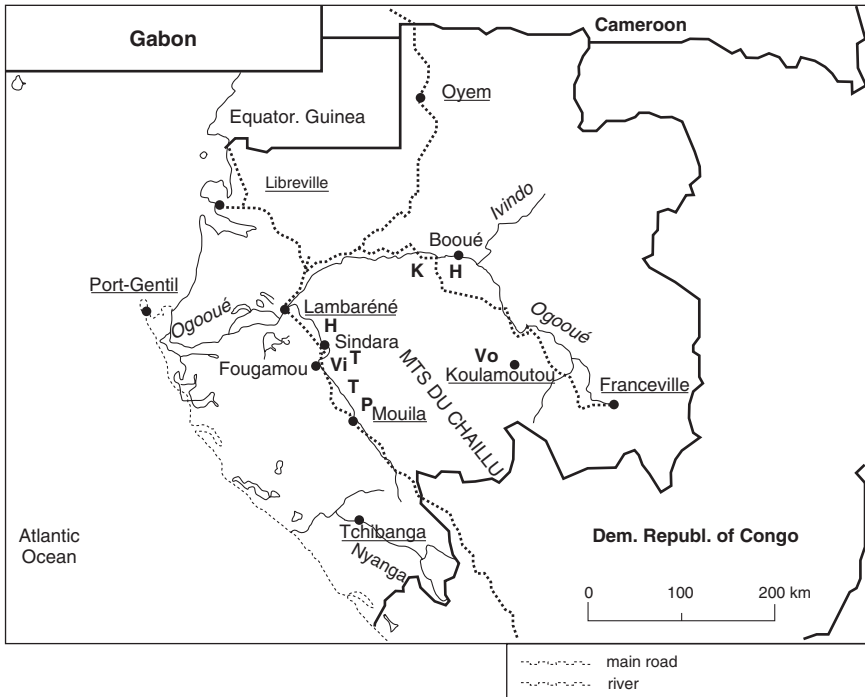 Gabon
Cameroon
Oyem
Equator. Guinea
Libreville
Ivindo
Booué
K H
Port-Gentil
Ogooué
Lambaréné
Ogooué
H
Sindara
Vi T
Fougamou
MTS DU CHAILLU
Vo
Koulamoutou
Franceville
T
P
Mouila
Atlantic
Ocean
Tchibanga
Nyanga
Dem. Republ. of Congo
0 100 200 km
main road
river